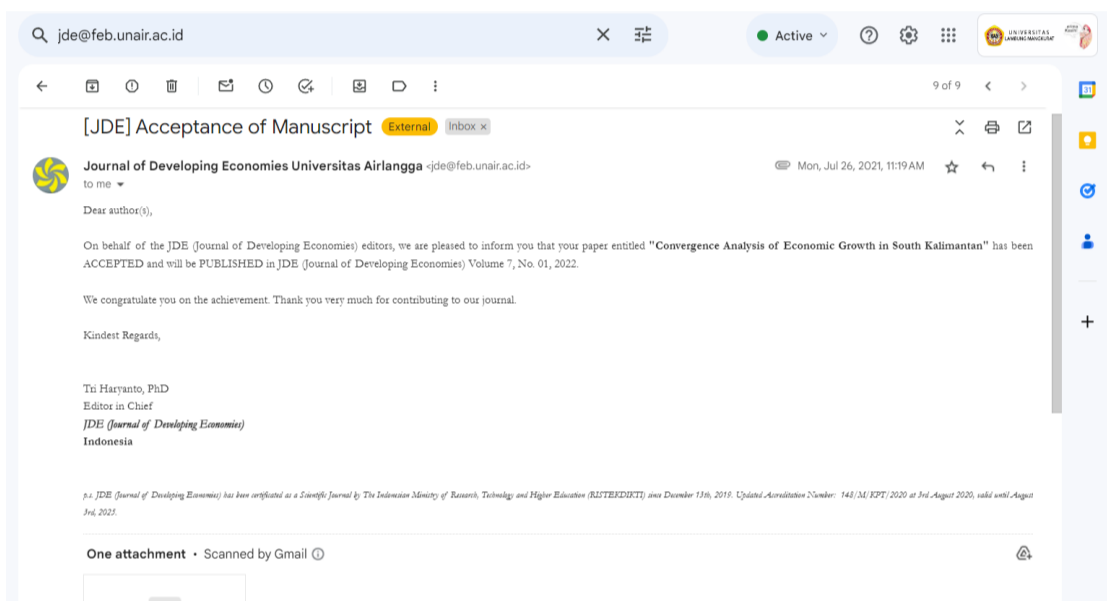 jde@feb.unair.ac.id
Active
UNIVERSITAS
LAMBUNG MANGKURAT
9 of 9
31
[JDE] Acceptance of Manuscript External Inbox ×
Journal of Developing Economies Universitas Airlangga <jde@feb.unair.ac.id>
Mon, Jul 26, 2021, 11:19 AM
to me
Dear author(s),
On behalf of the JDE (Journal of Developing Economies) editors, we are pleased to inform you that your paper entitled "Convergence Analysis of Economic Growth in South Kalimantan" has been
ACCEPTED and will be PUBLISHED in JDE (Journal of Developing Economies) Volume 7, No. 01, 2022.
We congratulate you on the achievement. Thank you very much for contributing to our journal.
Kindest Regards,
Tri Haryanto, PhD
Editor in Chief
JDE (Journal of Developing Economies)
Indonesia
p.s. JDE (Journal of Developing Economies) has been certificated as a Scientific Journal by The Indonesian Ministry of Research, Technology and Higher Education (RISTEKDIKTI) since December 13th, 2019. Updated Accreditation Number: 148/M/KPT/2020 at 3rd August 2020, valid until August
3rd, 2025.
One attachment • Scanned by Gmail